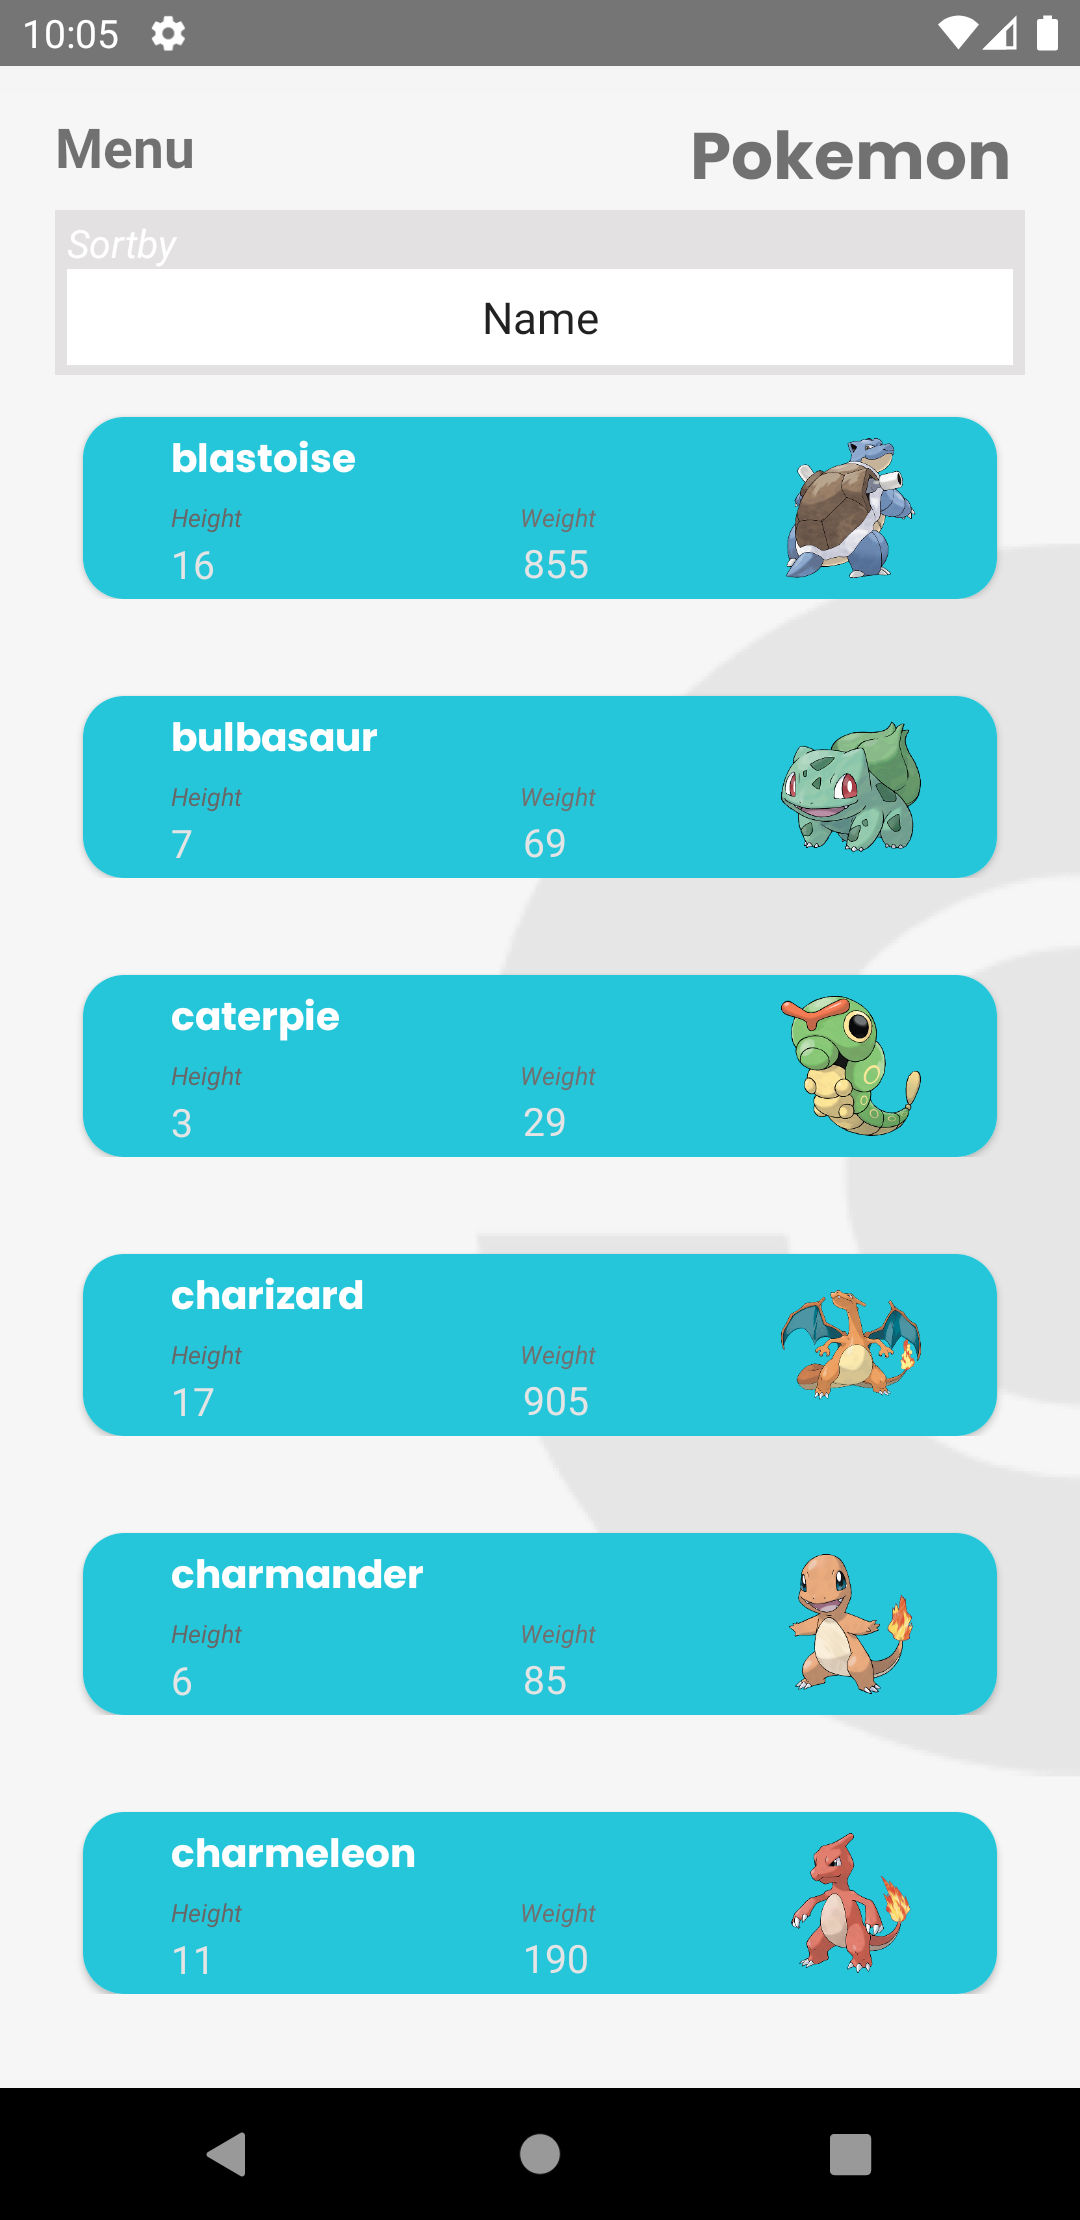 10:05
Menu
Pokemon
Sortby
Name
blastoise
Height Weight
16 855
bulbasaur
Height Weight
7 69
caterpie
Height Weight
3 29
charizard
Height Weight
17 905
charmander
Height Weight
6 85
charmeleon
Height Weight
11 190